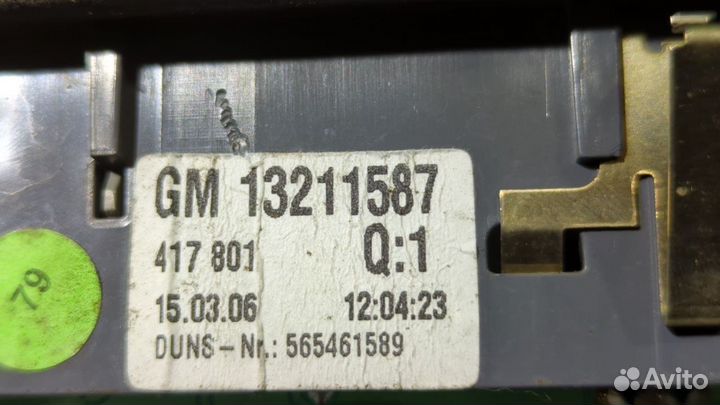 GM 13211587
417 801 Q:1
15.03.06 12:04:23
DUNS-Nr.: 565461589
79
Avito